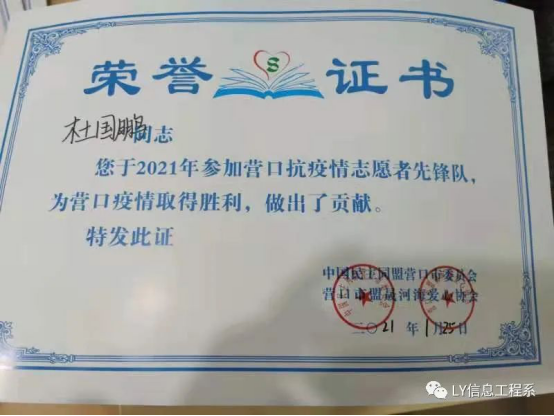 荣誉证书
杜国鹏同志
您于2021年参加营口抗疫情志愿者先锋队,
为营口疫情取得胜利,做出了贡献。
特发此证
中国民主同盟营口市委员会
二〇21年1月25日
LY信息工程系